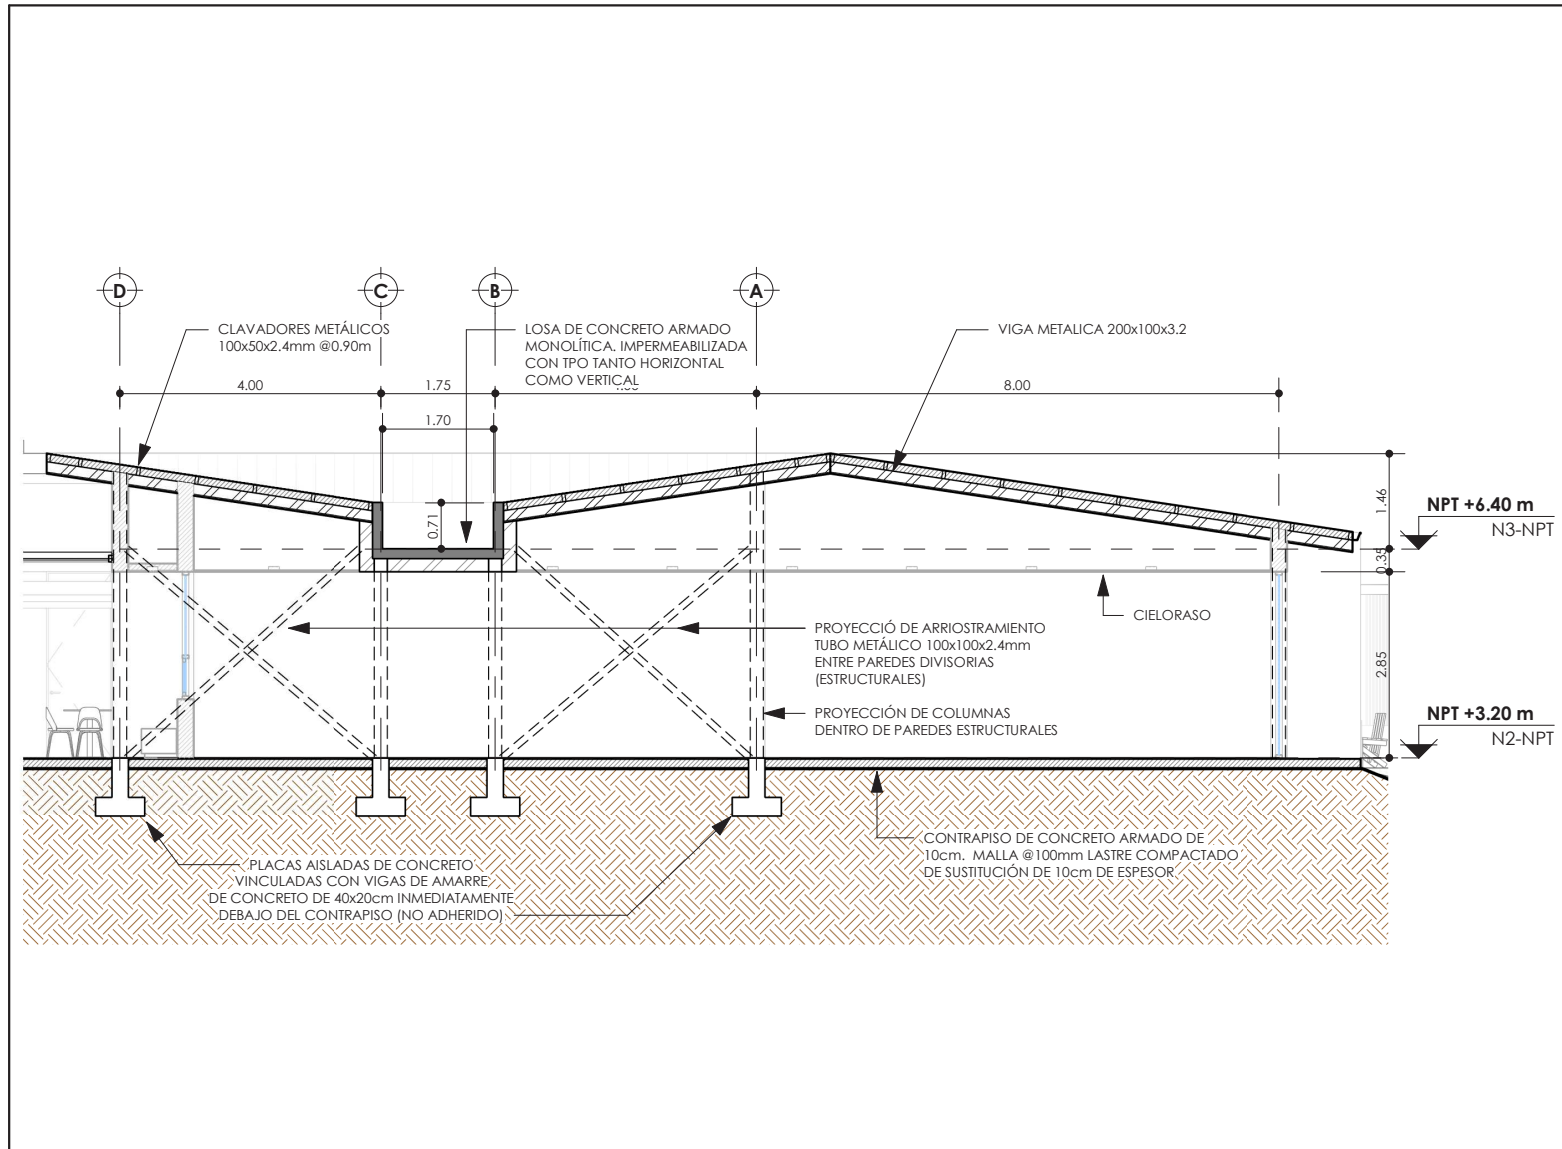 D
C
B
A
CLAVADORES METÁLICOS
100x50x2.4mm @0.90m
LOSA DE CONCRETO ARMADO
MONOLÍTICA. IMPERMEABILIZADA
CON TPO TANTO HORIZONTAL
COMO VERTICAL
VIGA METALICA 200x100x3.2
4.00
1.75
8.00
1.70
0.71
1.46
NPT +6.40 m
N3-NPT
0.35
CIELORASO
PROYECCIÓ DE ARRIOSTRAMIENTO
TUBO METÁLICO 100x100x2.4mm
ENTRE PAREDES DIVISORIAS
(ESTRUCTURALES)
2.85
PROYECCIÓN DE COLUMNAS
DENTRO DE PAREDES ESTRUCTURALES
NPT +3.20 m
N2-NPT
CONTRAPISO DE CONCRETO ARMADO DE
10cm. MALLA @100mm LASTRE COMPACTADO
DE SUSTITUCIÓN DE 10cm DE ESPESOR
PLACAS AISLADAS DE CONCRETO
VINCULADAS CON VIGAS DE AMARRE
DE CONCRETO DE 40x20cm INMEDIATAMENTE
DEBAJO DEL CONTRAPISO (NO ADHERIDO)